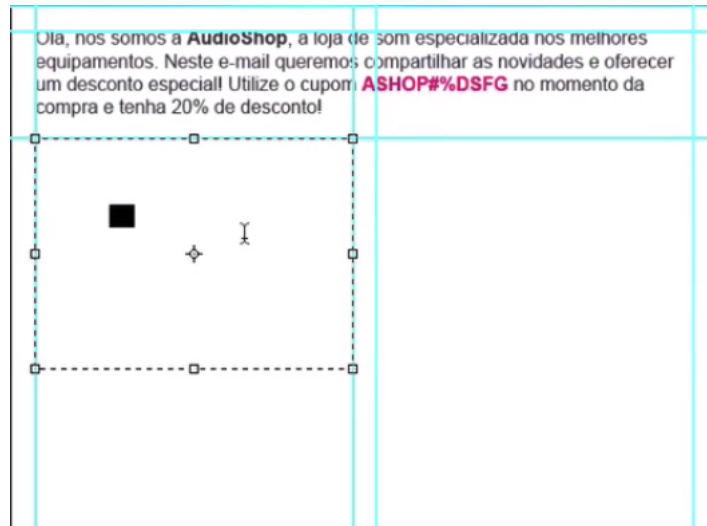 Olá, nós somos a AudioShop, a loja de som especializada nos melhores
equipamentos. Neste e-mail queremos compartilhar as novidades e oferecer
um desconto especial! Utilize o cupom ASHOP#%DSFG no momento da
compra e tenha 20% de desconto!